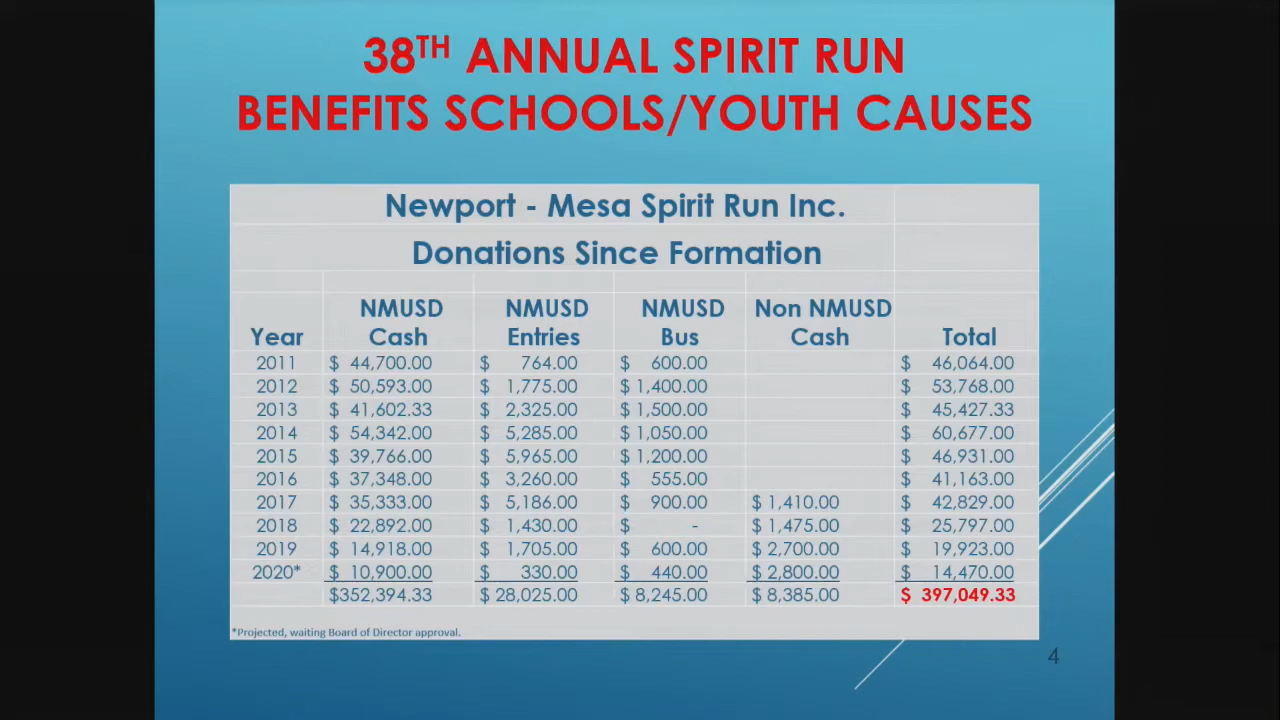 38TH ANNUAL SPIRIT RUN
BENEFITS SCHOOLS/YOUTH CAUSES
Newport - Mesa Spirit Run Inc.
Donations Since Formation
NMUSD NMUSD NMUSD Non NMUSD
Year Cash Entries Bus Cash Total
2011 $ 44,700.00 $ 764.00 $ 600.00 $ 46,064.00
2012 $ 50,593.00 $ 1,775.00 $ 1,400.00 $ 53,768.00
2013 $ 41,602.33 $ 2,325.00 $ 1,500.00 $ 45,427.33
2014 $ 54,342.00 $ 5,285.00 $ 1,050.00 $ 60,677.00
2015 $ 39,766.00 $ 5,965.00 $ 1,200.00 $ 46,931.00
2016 $ 37,348.00 $ 3,260.00 $ 555.00 $ 41,163.00
2017 $ 35,333.00 $ 5,186.00 $ 900.00 $ 1,410.00 $ 42,829.00
2018 $ 22,892.00 $ 1,430.00 $ - $ 1,475.00 $ 25,797.00
2019 $ 14,918.00 $ 1,705.00 $ 600.00 $ 2,700.00 $ 19,923.00
2020* $ 10,900.00 $ 330.00 $ 440.00 $ 2,800.00 $ 14,470.00
$352,394.33 $ 28,025.00 $ 8,245.00 $ 8,385.00 $ 397,049.33
*Projected, waiting Board of Director approval.
4